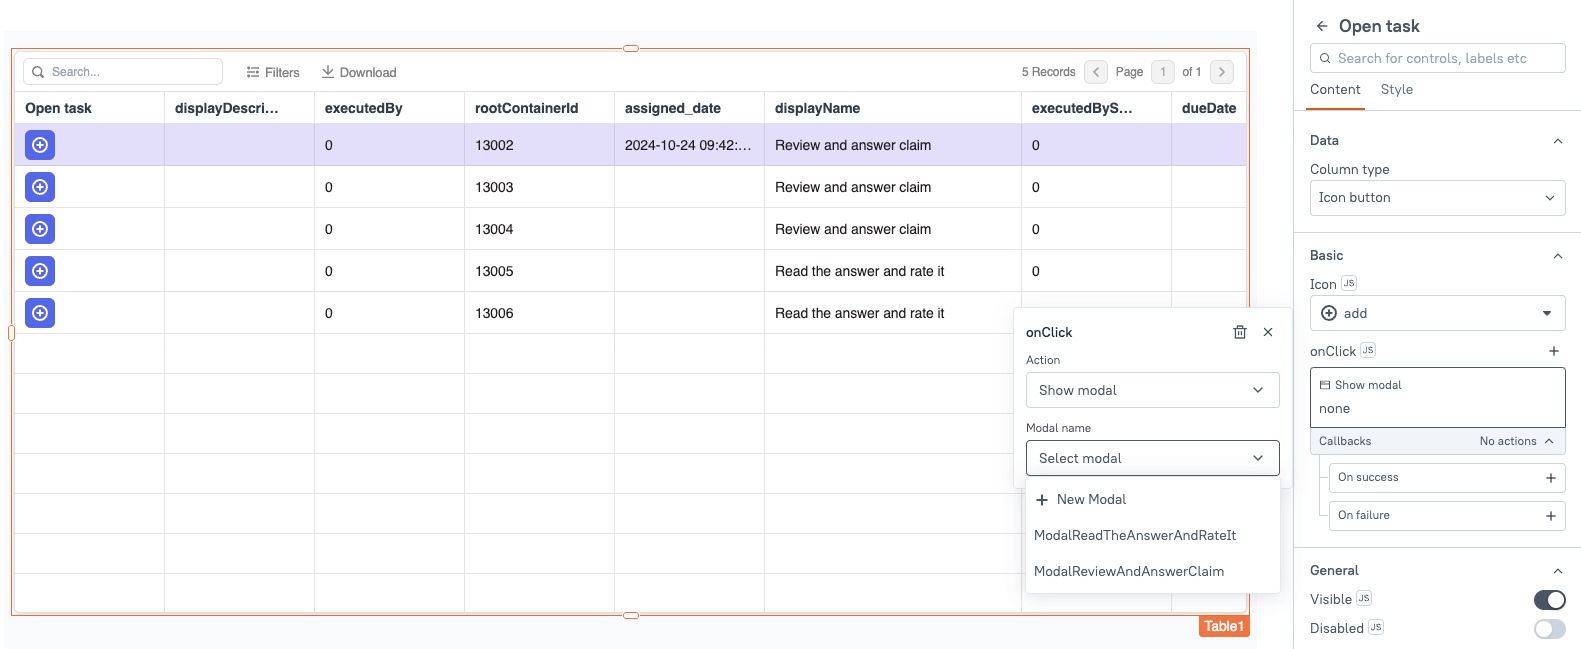 Search...
Filters
Download
5 Records
Page
1
of 1
Open task
displayDescri...
executedBy
rootContainerId
assigned_date
displayName
executedByS...
dueDate
0
13002
2024-10-24 09:42:...
Review and answer claim
0
0
13003
Review and answer claim
0
0
13004
Review and answer claim
0
0
13005
Read the answer and rate it
0
0
13006
Read the answer and rate it
Table1
onClick
Action
Show modal
Modal name
Select modal
New Modal
ModalReadTheAnswerAndRateIt
ModalReviewAndAnswerClaim
Open task
Search for controls, labels etc
Content
Style
Data
Column type
Icon button
Basic
Icon JS
add
onClick JS
Show modal
none
Callbacks
No actions
On success
On failure
General
Visible JS
Disabled JS